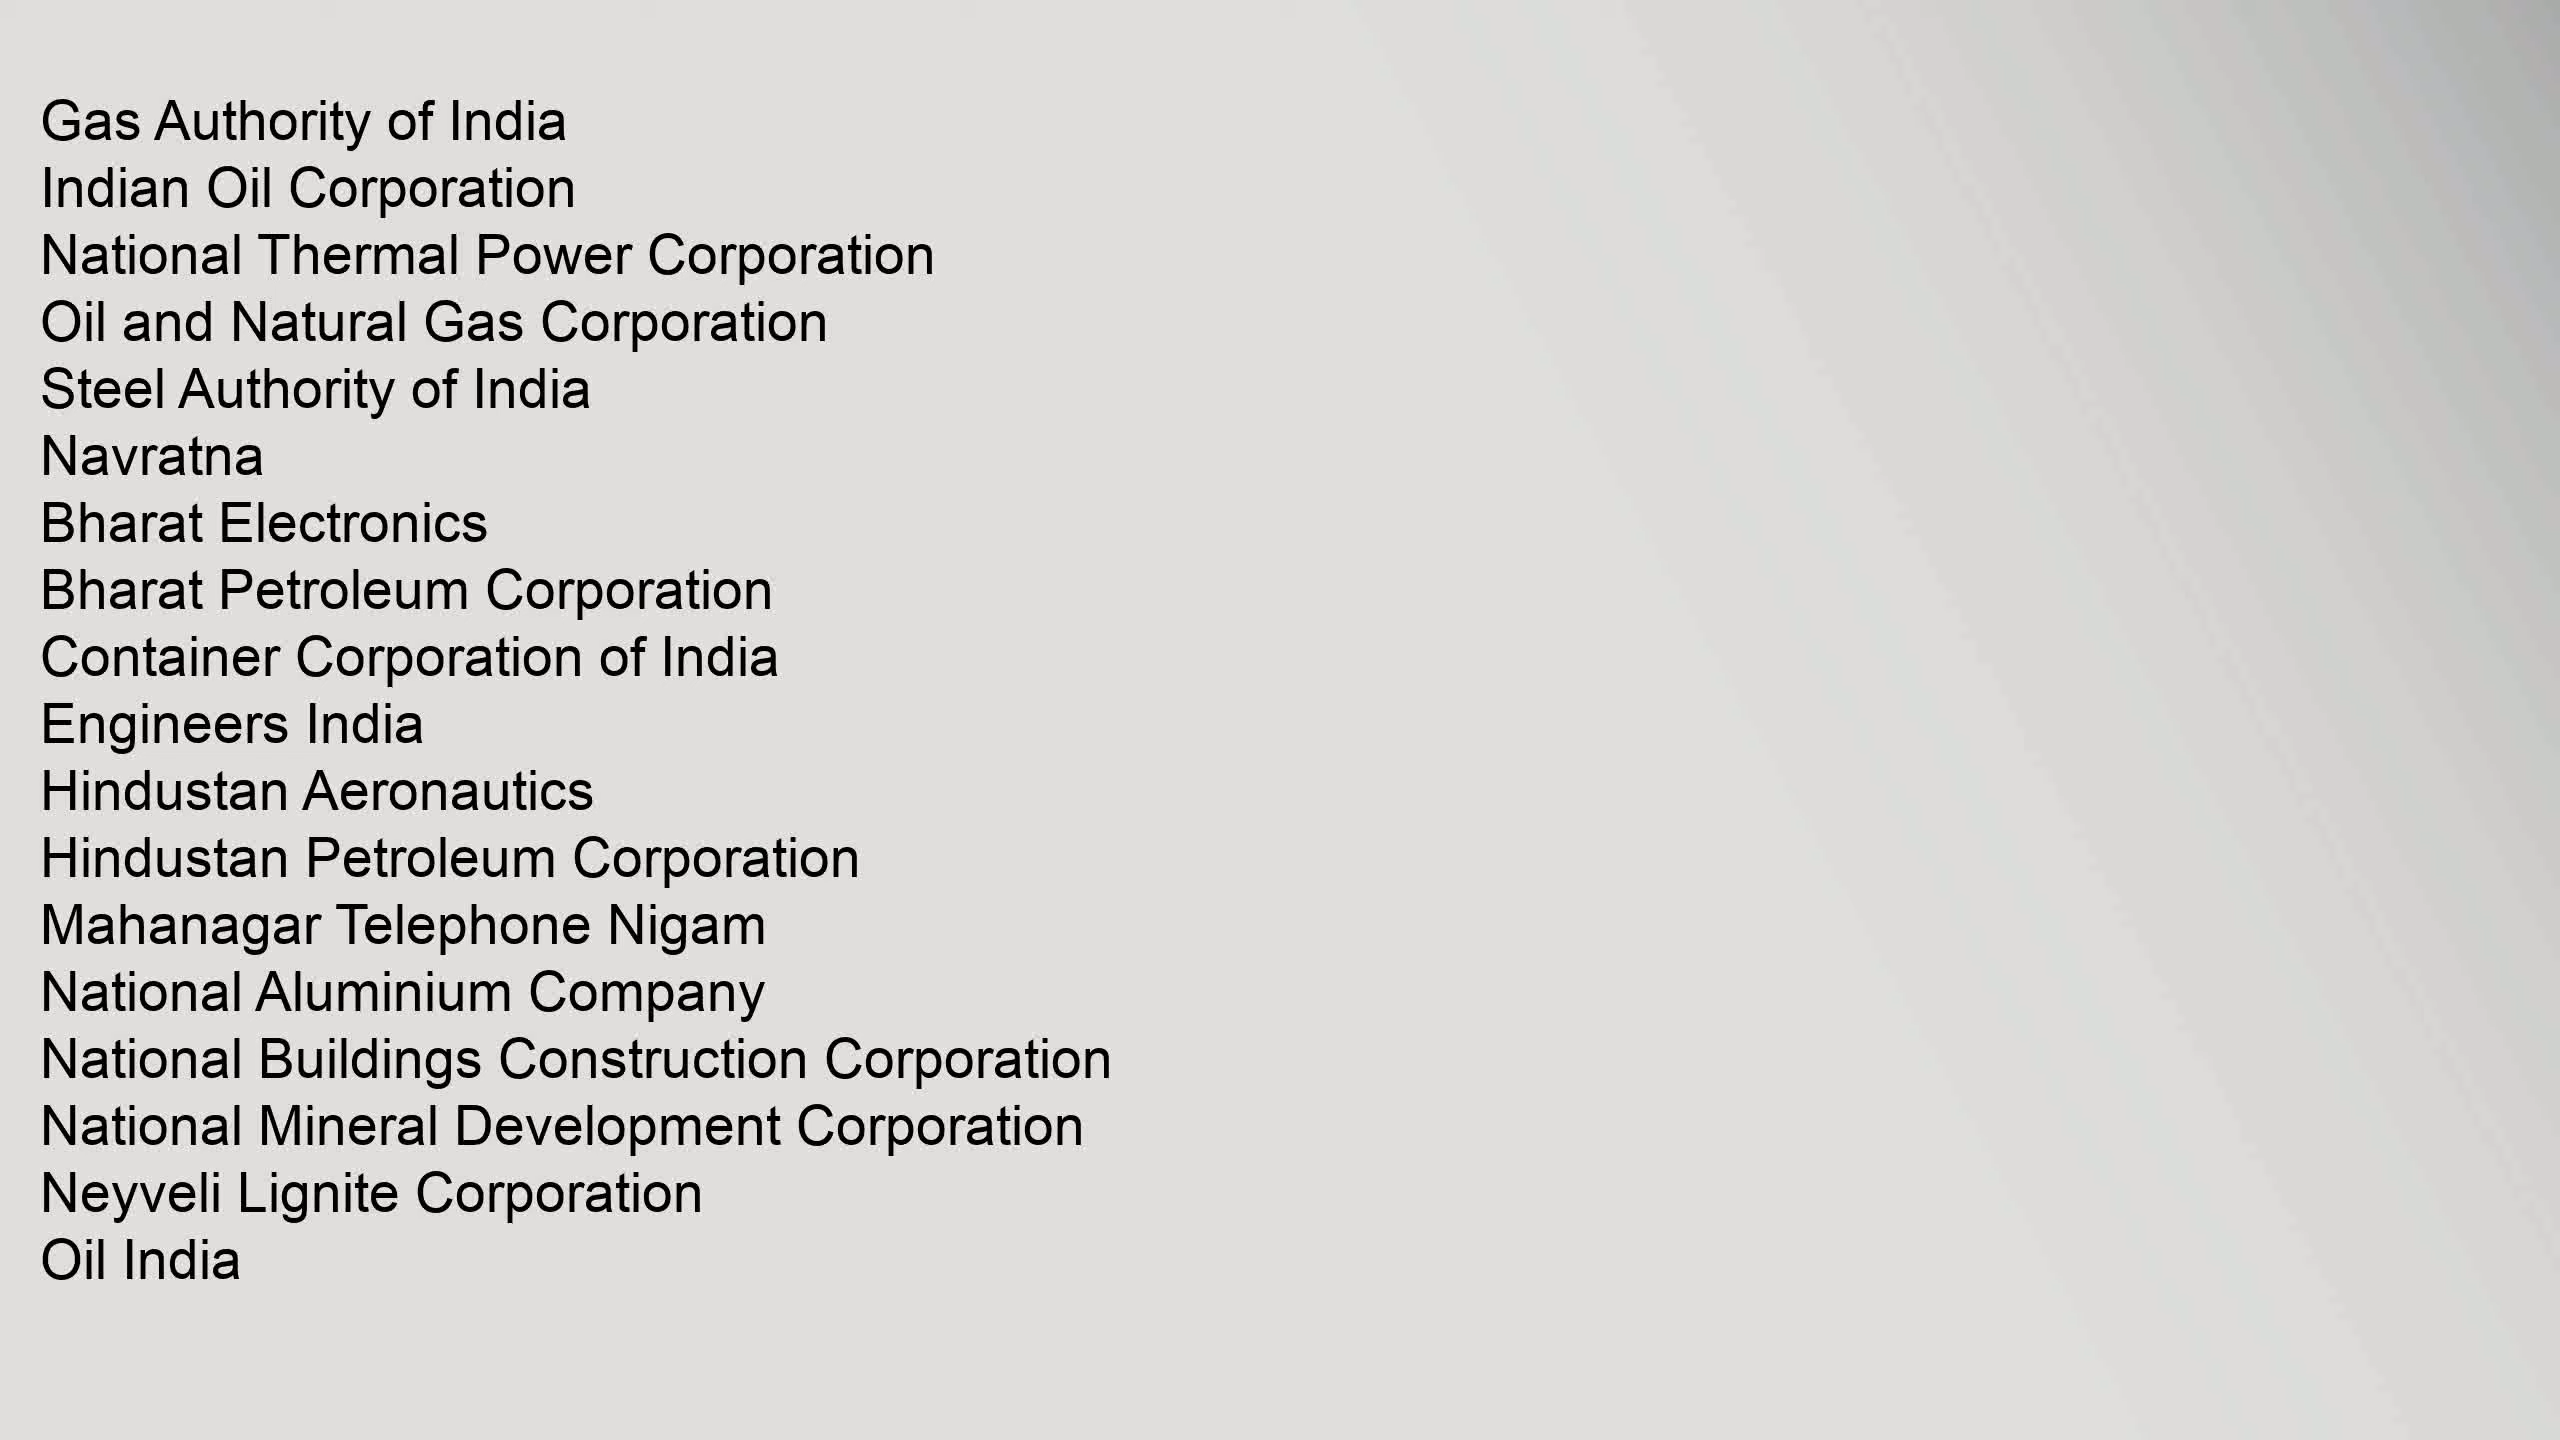 Gas Authority of India
Indian Oil Corporation
National Thermal Power Corporation
Oil and Natural Gas Corporation
Steel Authority of India
Navratna
Bharat Electronics
Bharat Petroleum Corporation
Container Corporation of India
Engineers India
Hindustan Aeronautics
Hindustan Petroleum Corporation
Mahanagar Telephone Nigam
National Aluminium Company
National Buildings Construction Corporation
National Mineral Development Corporation
Neyveli Lignite Corporation
Oil India